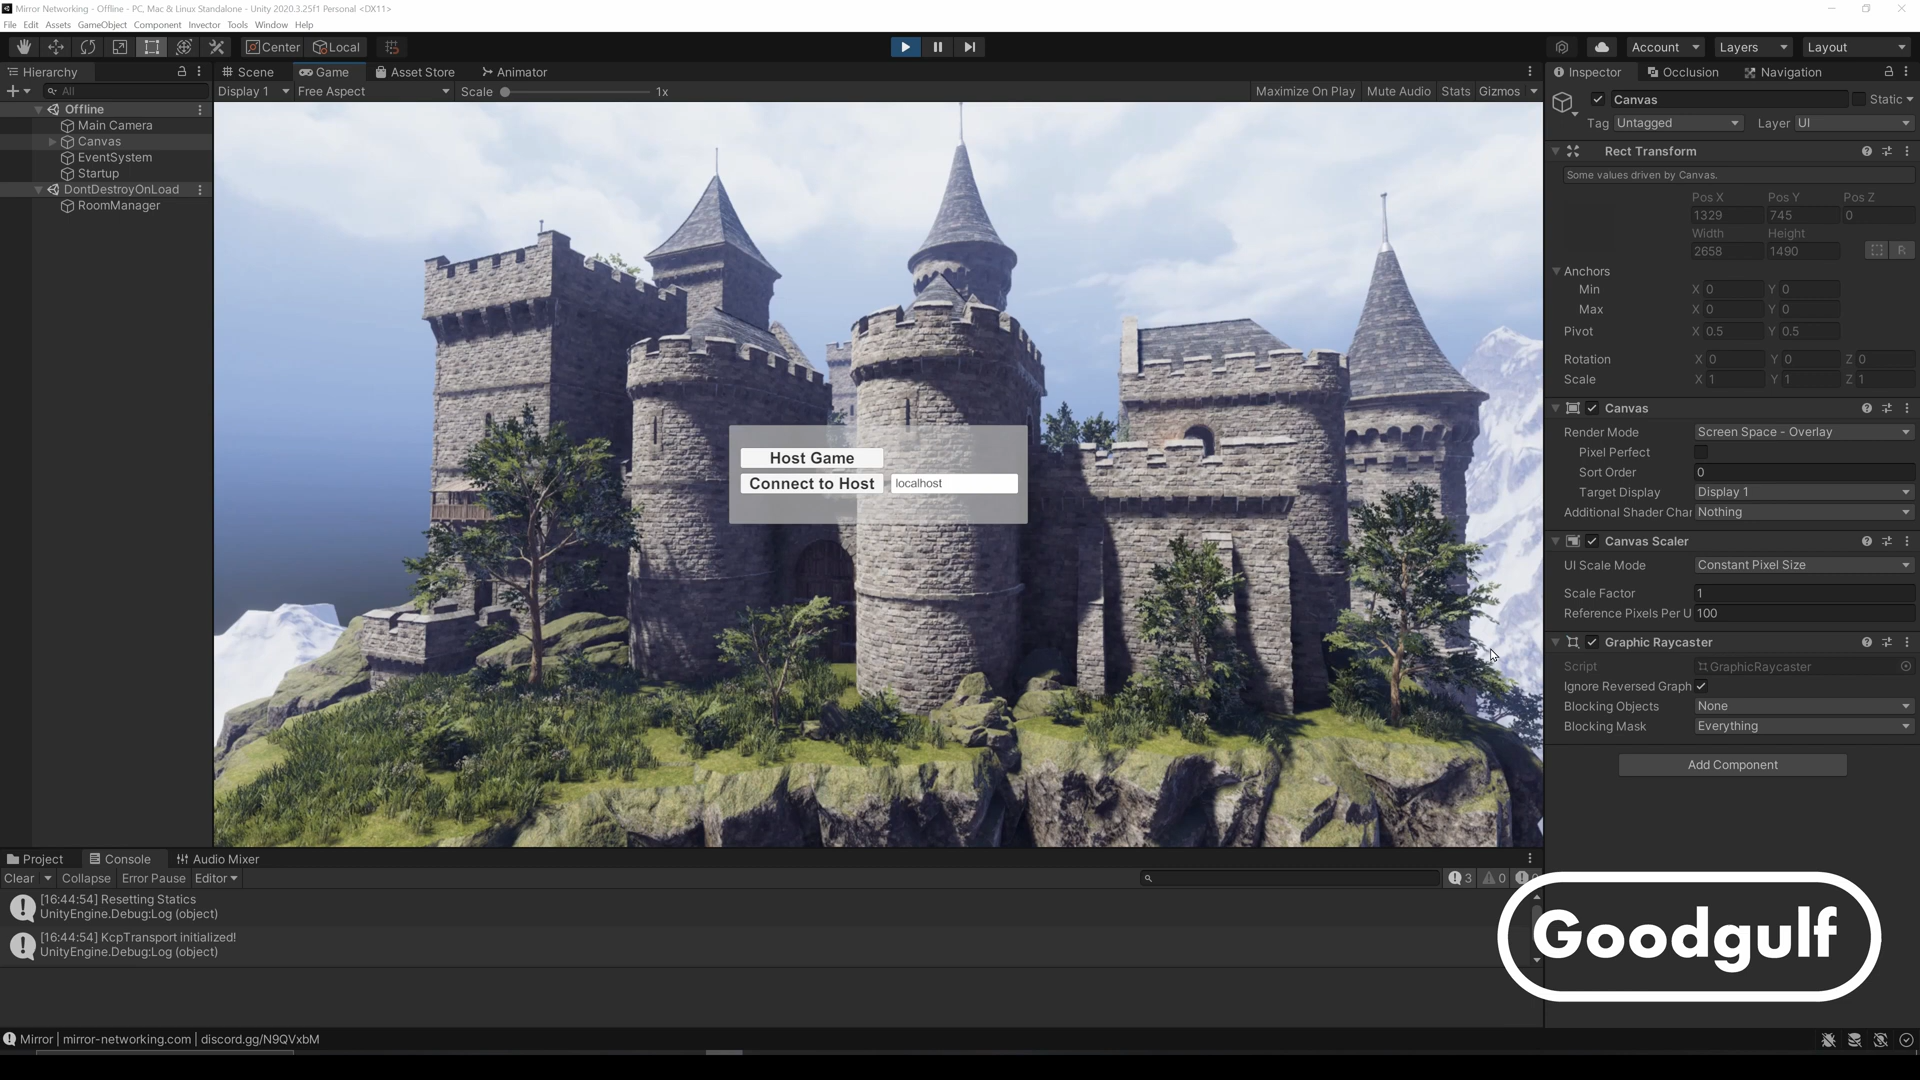 Mirror Networking - Offline - PC, Mac & Linux Standalone - Unity 2020.3.25f1 Personal <DX11>
File Edit Assets GameObject Component Invector Tools Window Help
Center Local Account Layers Layout
Hierarchy
All
Offline
Main Camera
Canvas
EventSystem
Startup
DontDestroyOnLoad
RoomManager
Scene Game Asset Store Animator
Display 1 Free Aspect Scale 1x Maximize On Play Mute Audio Stats Gizmos
Host Game
Connect to Host localhost
Inspector Occlusion Navigation
Canvas Static
Tag Untagged Layer UI
Rect Transform
Some values driven by Canvas.
Pos X Pos Y Pos Z
1329 745 0
Width Height
2658 1490 R
Anchors
Min X 0 Y 0
Max X 0 Y 0
Pivot X 0.5 Y 0.5
Rotation X 0 Y 0 Z 0
Scale X 1 Y 1 Z 1
Canvas
Render Mode Screen Space - Overlay
Pixel Perfect
Sort Order 0
Target Display Display 1
Additional Shader Char Nothing
Canvas Scaler
UI Scale Mode Constant Pixel Size
Scale Factor 1
Reference Pixels Per U 100
Graphic Raycaster
Script GraphicRaycaster
Ignore Reversed Graph
Blocking Objects None
Blocking Mask Everything
Add Component
Project Console Audio Mixer
Clear Collapse Error Pause Editor 3 0
[16:44:54] Resetting Statics
UnityEngine.Debug:Log (object)
[16:44:54] KcpTransport initialized!
UnityEngine.Debug:Log (object)
Goodgulf
Mirror | mirror-networking.com | discord.gg/N9QVxbM